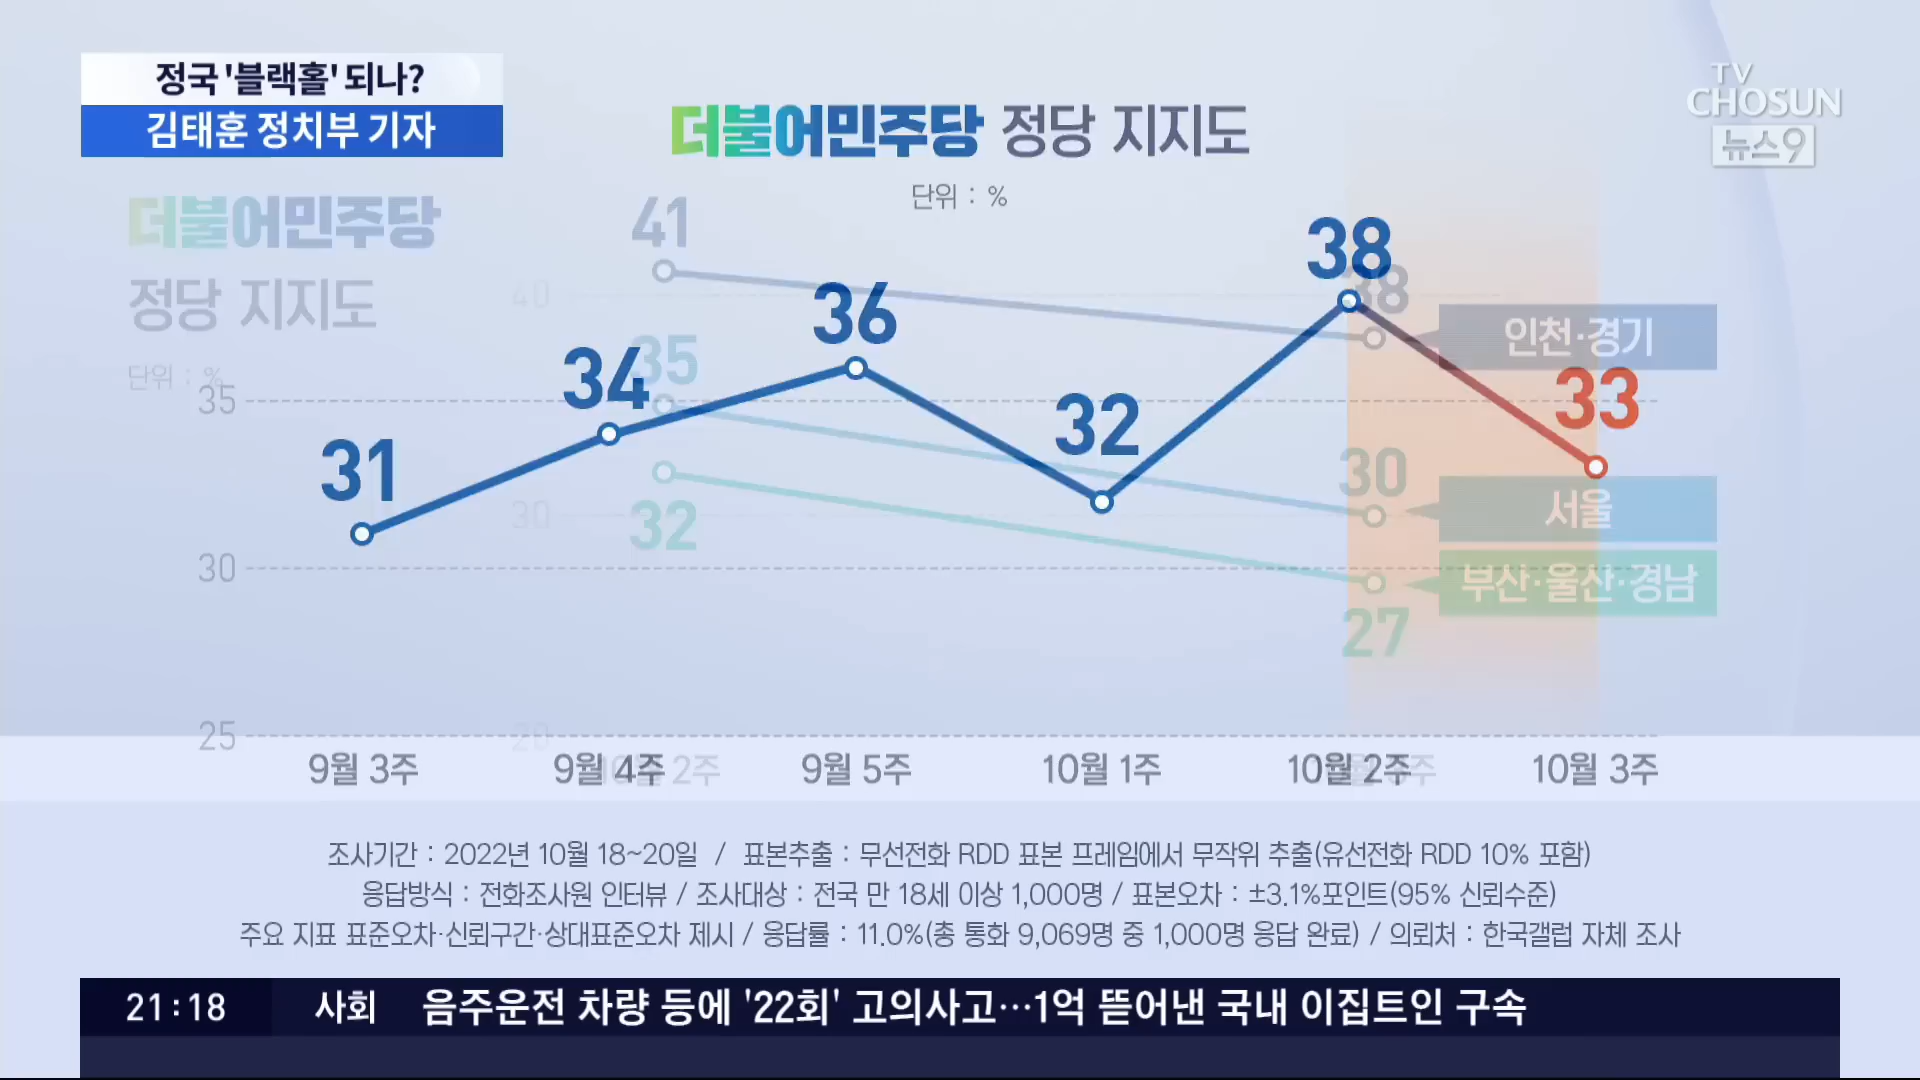 정국 '블랙홀' 되나?
김태훈 정치부 기자
TV
CHOSUN
뉴스9
더불어민주당 정당 지지도
단위 : %
더불어민주당
정당 지지도
단위 : %
41
38
35
30
32
27
인천·경기
서울
부산·울산·경남
40
30
20
31
34
36
32
38
33
35
30
25
9월 3주
9월 4주
9월 5주
10월 1주
10월 2주
10월 3주
조사기간 : 2022년 10월 18~20일 / 표본추출 : 무선전화 RDD 표본 프레임에서 무작위 추출(유선전화 RDD 10% 포함)
응답방식 : 전화조사원 인터뷰 / 조사대상 : 전국 만 18세 이상 1,000명 / 표본오차 : ±3.1%포인트(95% 신뢰수준)
주요 지표 표준오차·신뢰구간·상대표준오차 제시 / 응답률 : 11.0%(총 통화 9,069명 중 1,000명 응답 완료) / 의뢰처 : 한국갤럽 자체 조사
21:18 사회 음주운전 차량 등에 '22회' 고의사고…1억 뜯어낸 국내 이집트인 구속